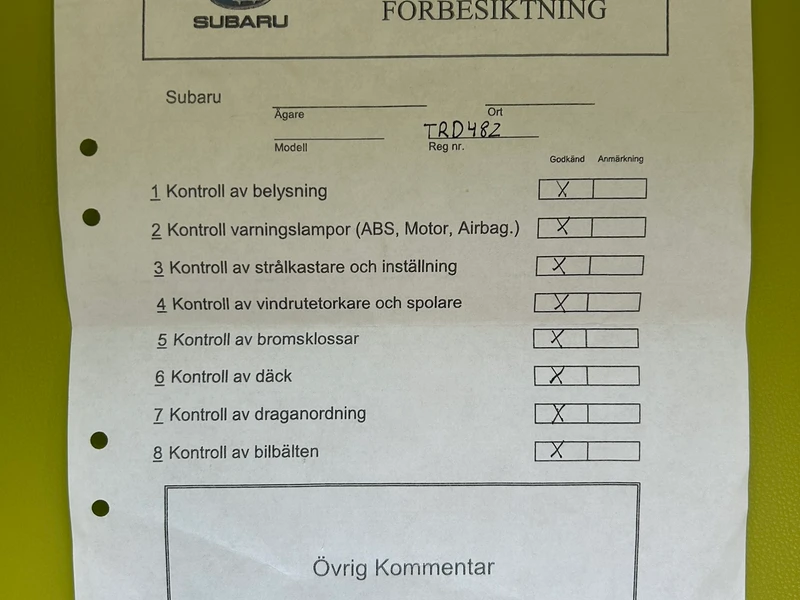 FÖRBESIKTNING
SUBARU
Subaru
Ägare
Ort
TRD482
Modell
Reg nr.
Godkänd Anmärkning
1 Kontroll av belysning X
2 Kontroll varningslampor (ABS, Motor, Airbag.) X
3 Kontroll av strålkastare och inställning X
4 Kontroll av vindrutetorkare och spolare X
5 Kontroll av bromsklossar X
6 Kontroll av däck X
7 Kontroll av draganordning X
8 Kontroll av bilbälten X
Övrig Kommentar